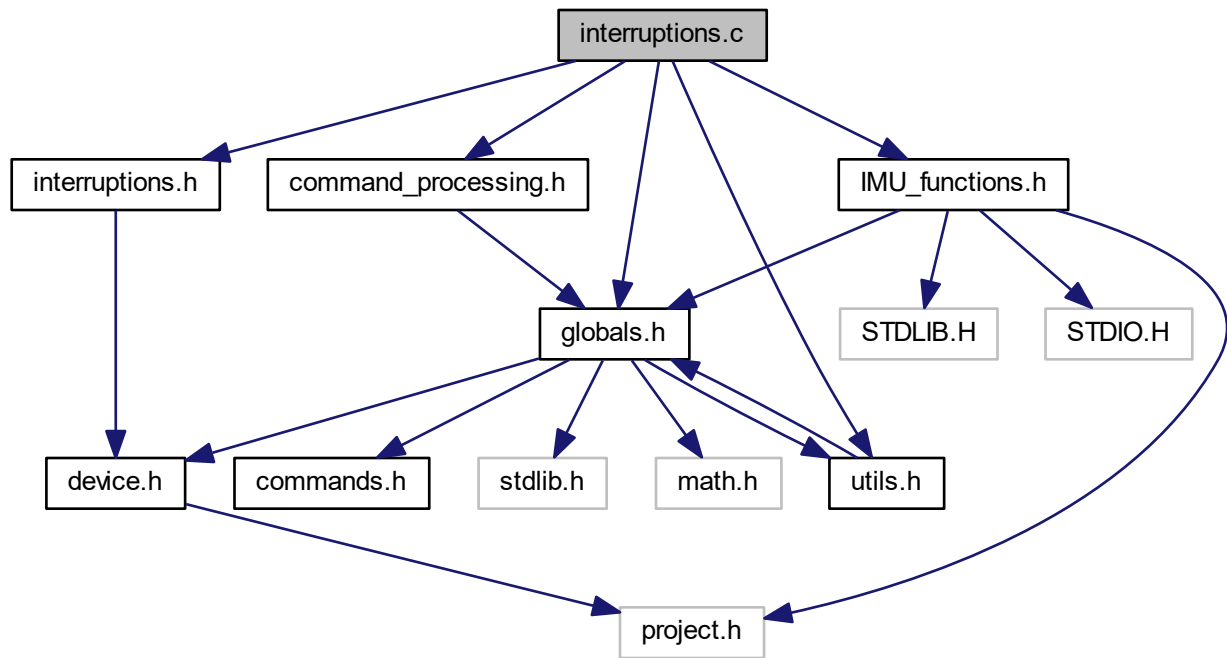 interruptions.c
interruptions.h
command_processing.h
IMU_functions.h
globals.h
STDLIB.H
STDIO.H
device.h
commands.h
stdlib.h
math.h
utils.h
project.h